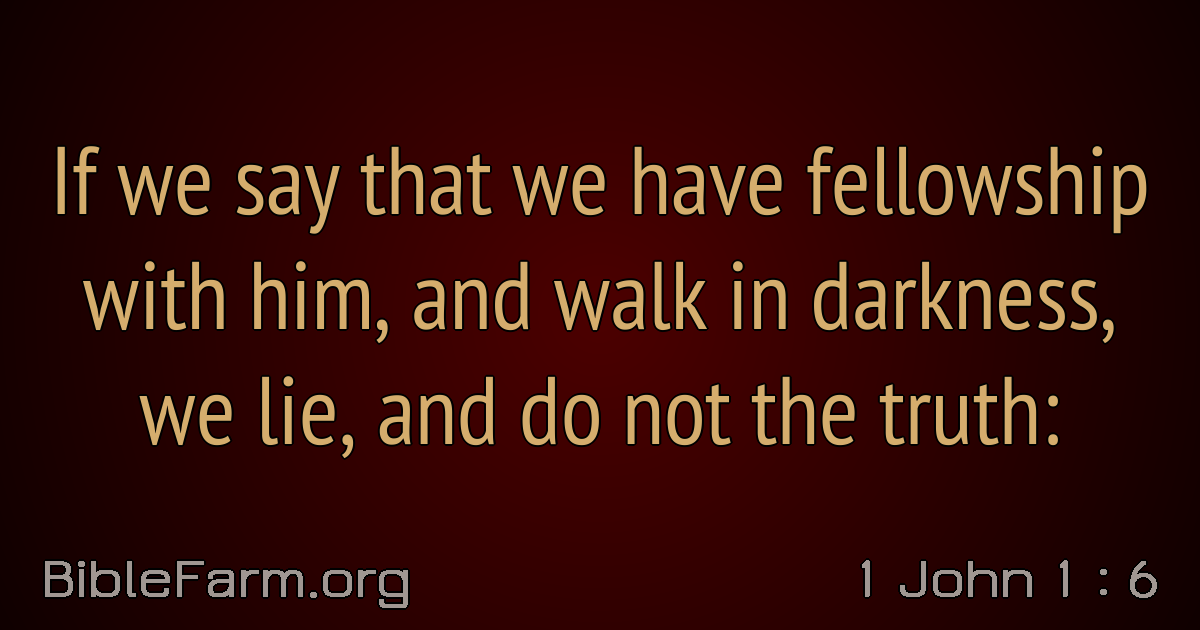 If we say that we have fellowship
with him, and walk in darkness,
we lie, and do not the truth:
BibleFarm.org
1 John 1 : 6